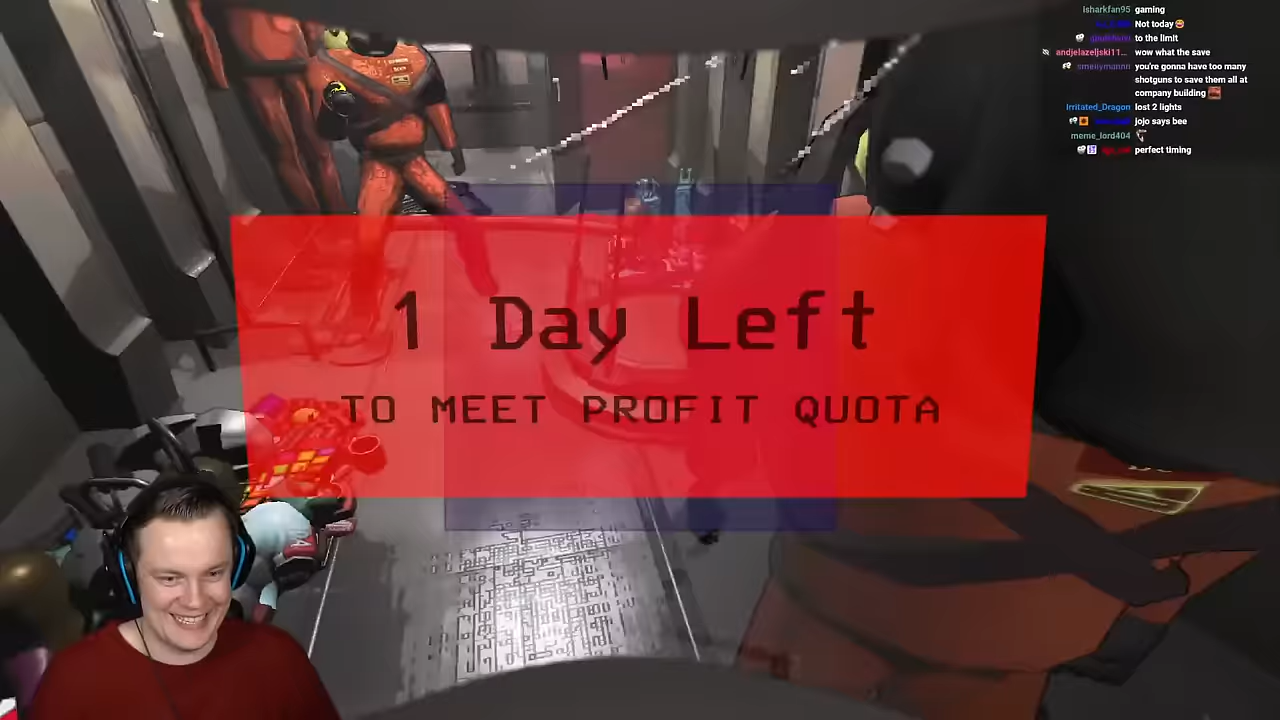 lsharkfan95 gaming
Not today
to the limit
andjelazeljski11... wow what the save
smellymannn you're gonna have too many
shotguns to save them all at
company building
Irritated_Dragon lost 2 lights
jojo says bee
meme_lord404
perfect timing
1 Day Left
TO MEET PROFIT QUOTA